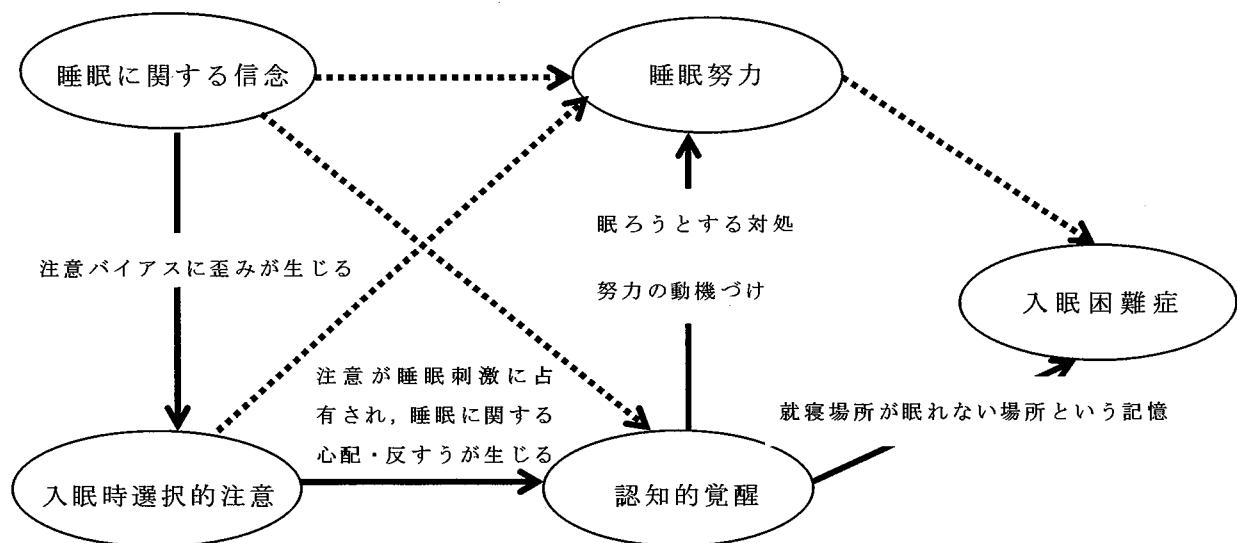 睡眠に関する信念
睡眠努力
眠ろうとする対処
努力の動機づけ
注意バイアスに歪みが生じる
入眠困難症
注意が睡眠刺激に占
有され,睡眠に関する
心配・反すうが生じる
就寝場所が眠れない場所という記憶
入眠時選択的注意
認知的覚醒